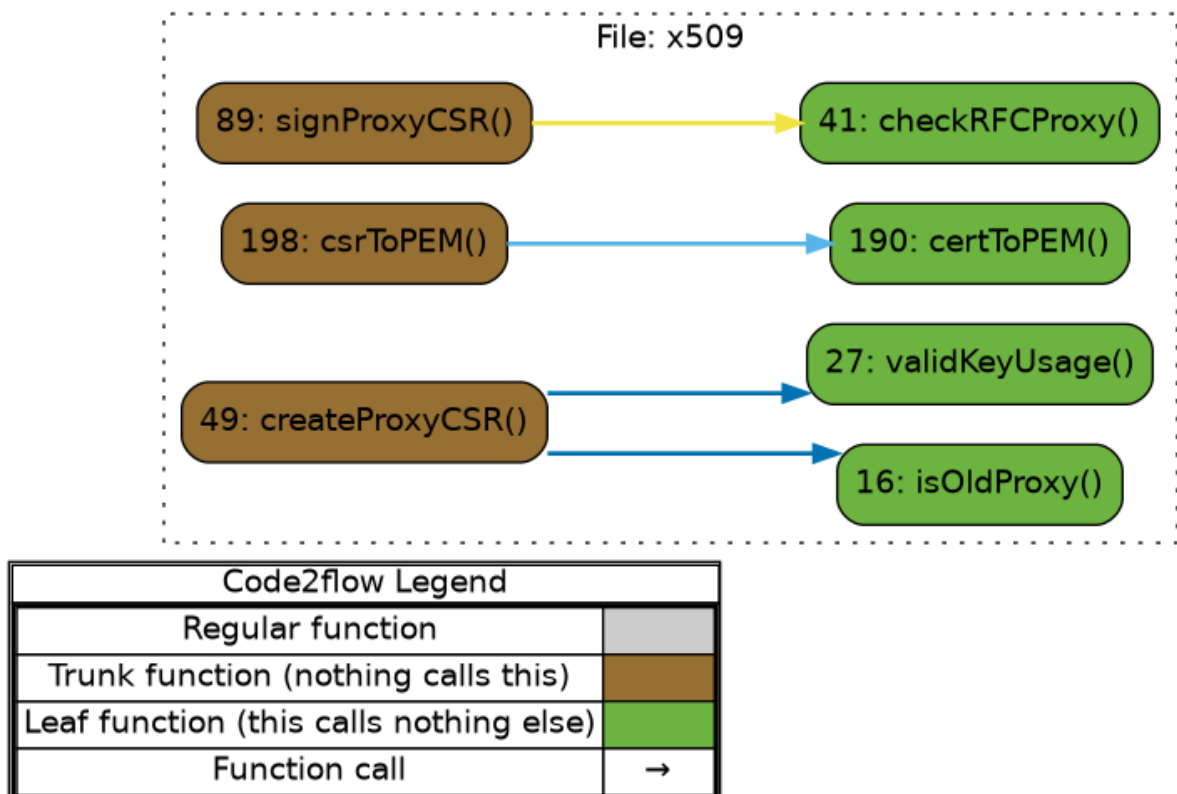 File: x509
89: signProxyCSR()
41: checkRFCProxy()
198: csrToPEM()
190: certToPEM()
27: validKeyUsage()
49: createProxyCSR()
16: isOldProxy()
Code2flow Legend
Regular function
Trunk function (nothing calls this)
Leaf function (this calls nothing else)
Function call →